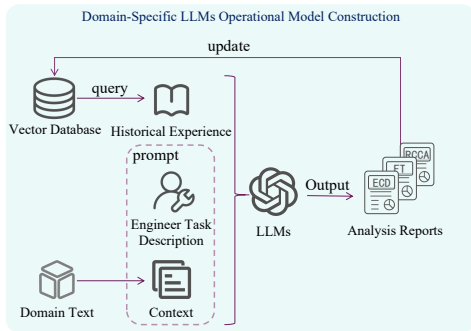 Domain-Specific LLMs Operational Model Construction
update
query
Vector Database
Historical Experience
prompt
Engineer Task
Description
LLMs
Output
RCCA
FT
ECD
Analysis Reports
Domain Text
Context